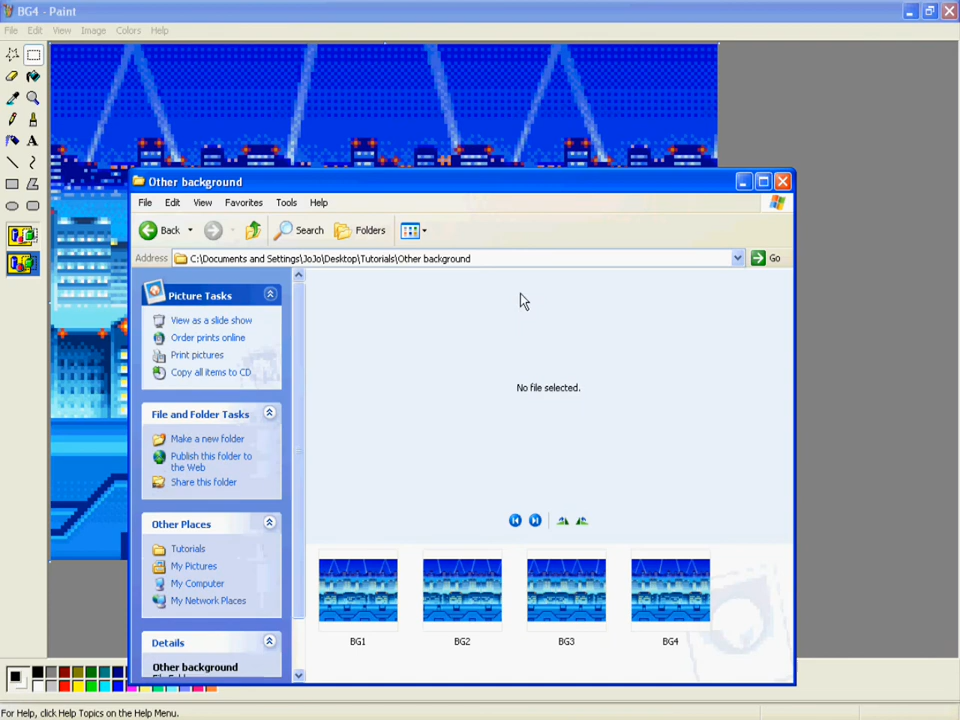 BG4 - Paint
File Edit View Image Colors Help
Other background
File Edit View Favorites Tools Help
Back Search Folders
Address C:\Documents and Settings\JoJo\Desktop\Tutorials\Other background Go
Picture Tasks
View as a slide show
Order prints online
Print pictures
Copy all items to CD
No file selected.
File and Folder Tasks
Make a new folder
Publish this folder to
the Web
Share this folder
Other Places
Tutorials
My Pictures
My Computer
My Network Places
BG1 BG2 BG3 BG4
Details
Other background
For Help, click Help Topics on the Help Menu.